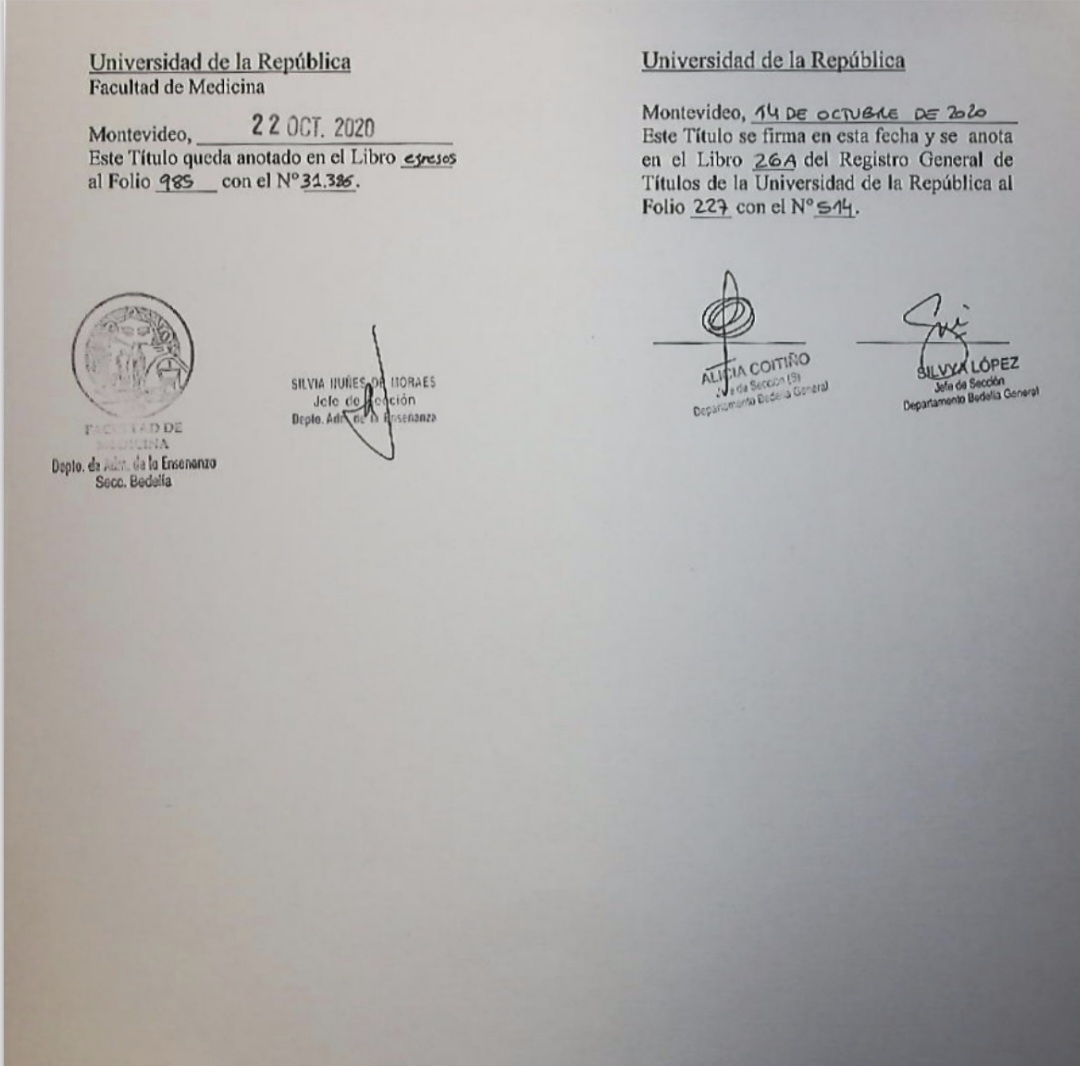 Universidad de la República
Facultad de Medicina
Montevideo, 22 OCT. 2020
Este Título queda anotado en el Libro egresos
al Folio 985 con el Nº 31.386.
FACULTAD DE
MEDICINA
Depto. de Adm. de la Enseñanza
Secc. Bedelía
SILVIA NUÑES DE MORAES
Jefe de Sección
Depto. Adm. de la Enseñanza
Universidad de la República
Montevideo, 14 DE OCTUBRE DE 2020
Este Título se firma en esta fecha y se anota
en el Libro 26A del Registro General de
Títulos de la Universidad de la República al
Folio 227 con el Nº 514.
ALICIA COITIÑO
Jefa de Sección (S)
Departamento Bedelía General
SILVYA LÓPEZ
Jefa de Sección
Departamento Bedelía General